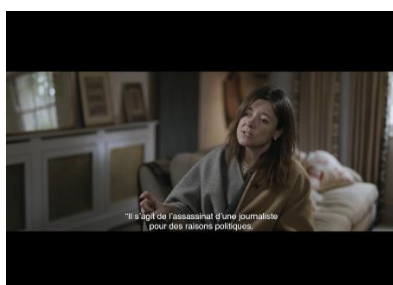 "Il s'agit de l'assassinat d'une journaliste
pour des raisons politiques.